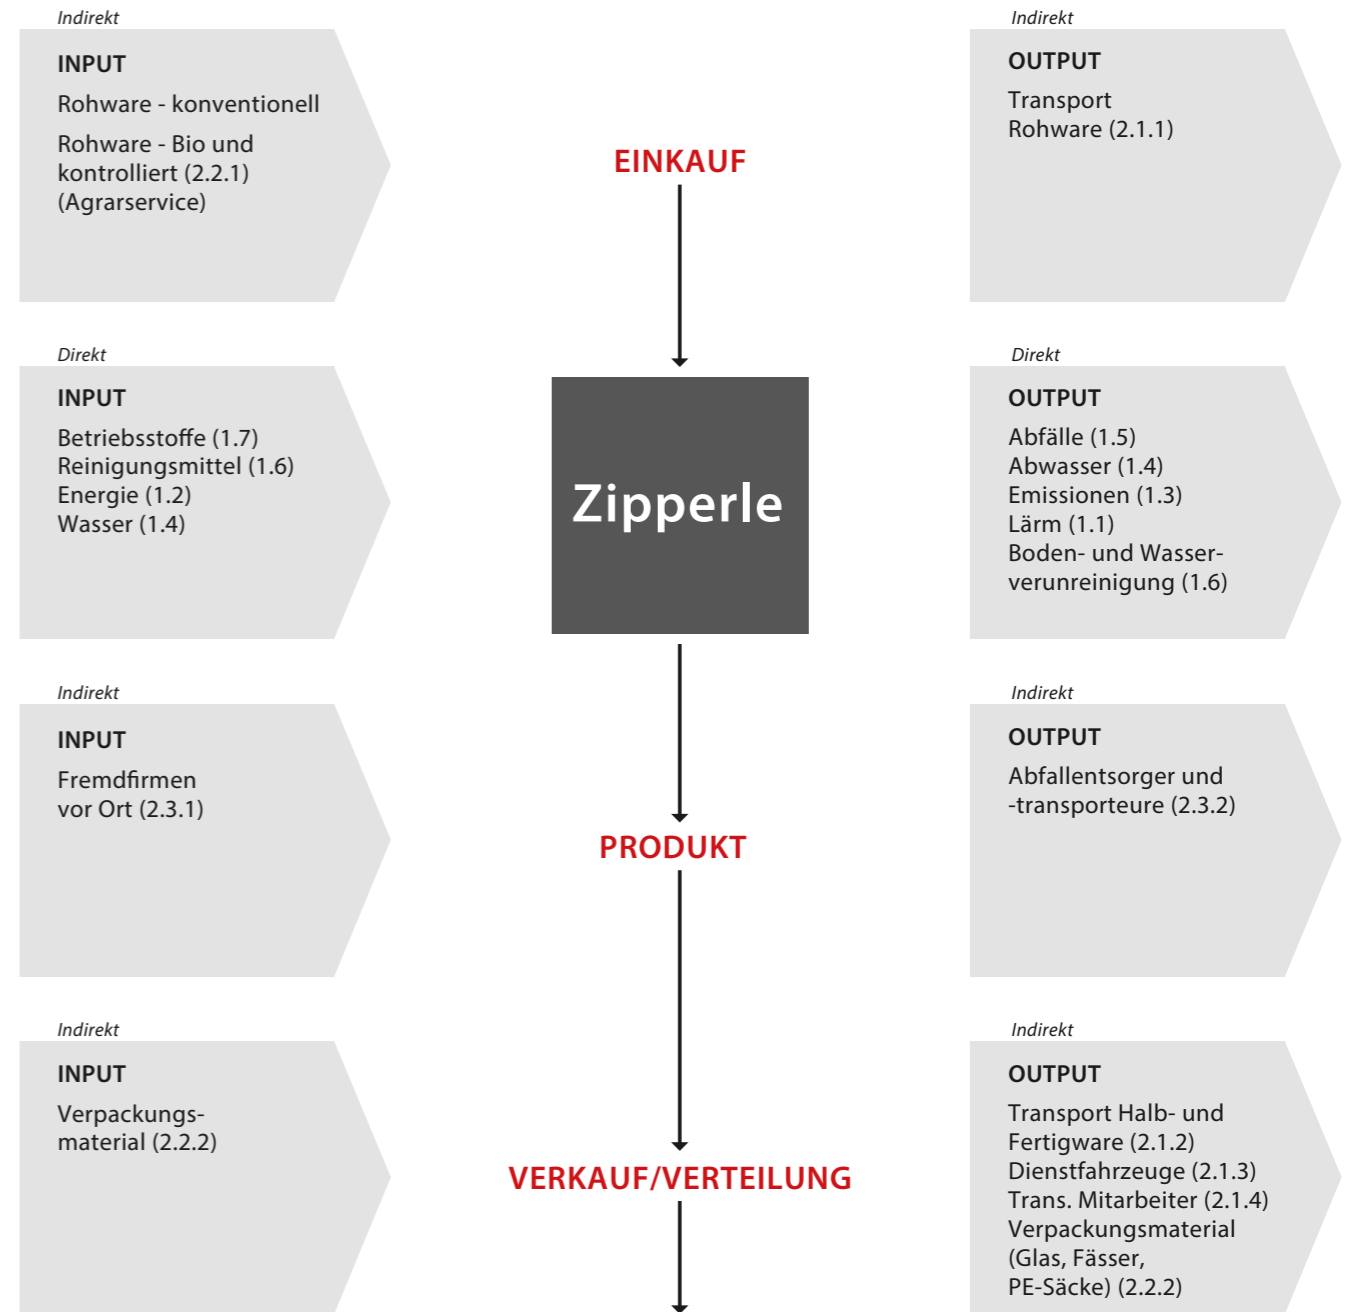 Indirekt
INPUT
Rohware - konventionell
Rohware - Bio und
kontrolliert (2.2.1)
(Agrarservice)
EINKAUF
Indirekt
OUTPUT
Transport
Rohware (2.1.1)
Direkt
INPUT
Betriebsstoffe (1.7)
Reinigungsmittel (1.6)
Energie (1.2)
Wasser (1.4)
Zipperle
Direkt
OUTPUT
Abfälle (1.5)
Abwasser (1.4)
Emissionen (1.3)
Lärm (1.1)
Boden- und Wasser-
verunreinigung (1.6)
Indirekt
INPUT
Fremdfirmen
vor Ort (2.3.1)
PRODUKT
Indirekt
OUTPUT
Abfallentsorger und
-transporteure (2.3.2)
Indirekt
INPUT
Verpackungs-
material (2.2.2)
VERKAUF/VERTEILUNG
Indirekt
OUTPUT
Transport Halb- und
Fertigware (2.1.2)
Dienstfahrzeuge (2.1.3)
Trans. Mitarbeiter (2.1.4)
Verpackungsmaterial
(Glas, Fässer,
PE-Säcke) (2.2.2)